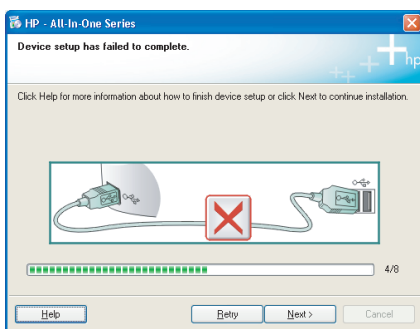 HP - All-In-One Series
Device setup has failed to complete.
hp
Click Help for more information about how to finish device setup or click Next to continue installation.
4/8
Help
Retry
Next >
Cancel